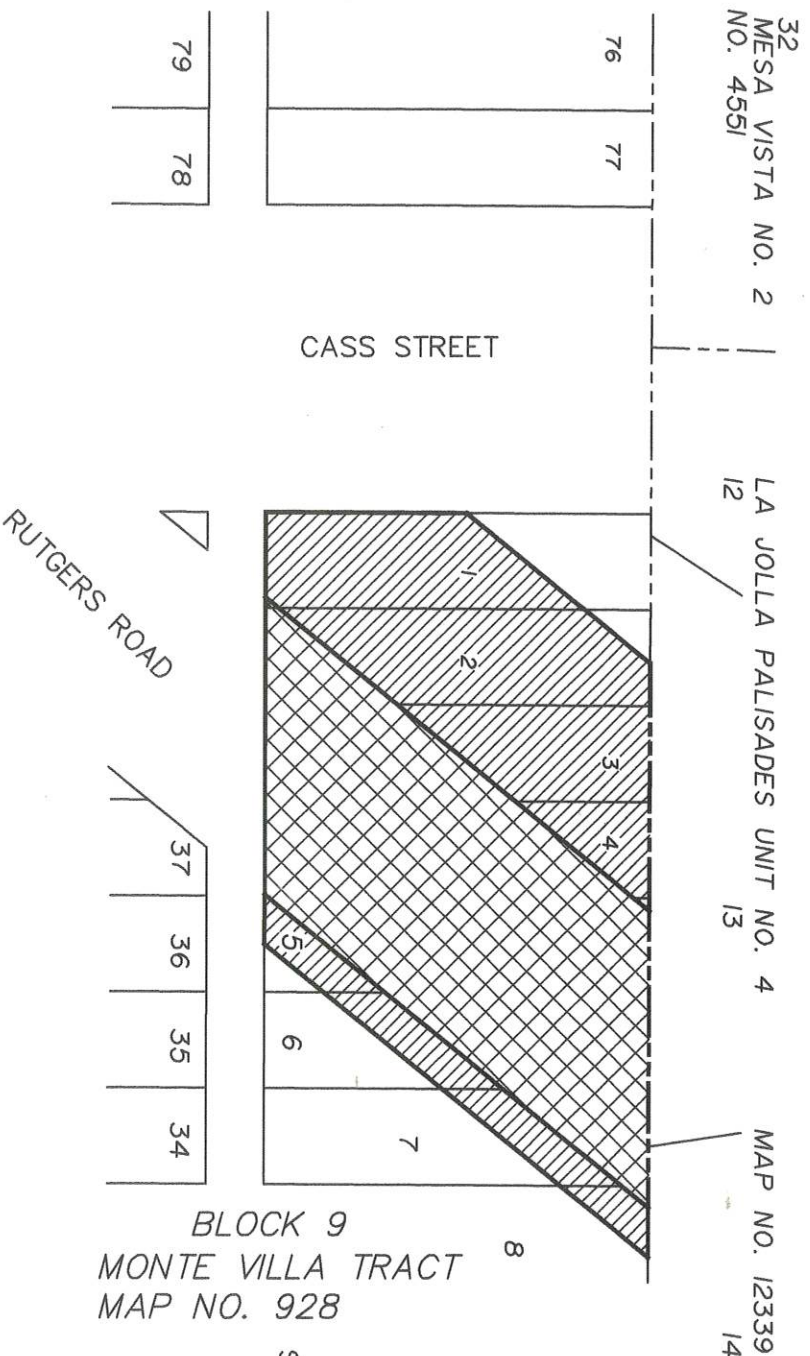 32
MESA VISTA NO. 2
NO. 4551
LA JOLLA PALISADES UNIT NO. 4
12
13
MAP NO. 12339
14
76
77
79
78
CASS STREET
RUTGERS ROAD
1
2
3
4
5
6
7
8
37
36
35
34
BLOCK 9
MONTE VILLA TRACT
MAP NO. 928